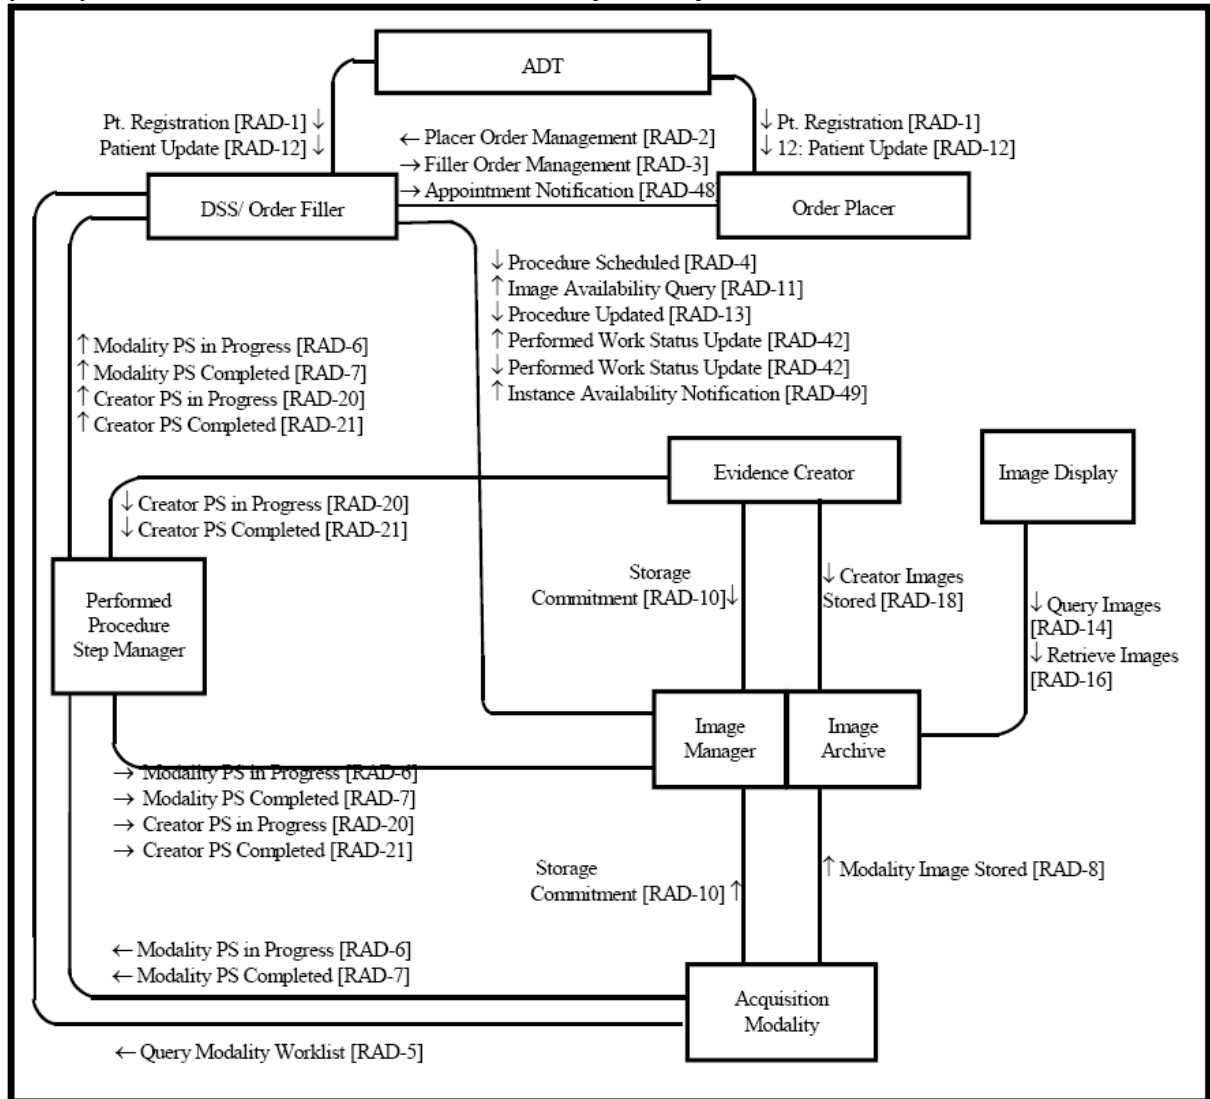 ADT
Pt. Registration [RAD-1] ↓
Patient Update [RAD-12] ↓
← Placer Order Management [RAD-2]
→ Filler Order Management [RAD-3]
→ Appointment Notification [RAD-48]
↓ Pt. Registration [RAD-1]
↓ 12: Patient Update [RAD-12]
DSS/ Order Filler
Order Placer
↓ Procedure Scheduled [RAD-4]
↑ Image Availability Query [RAD-11]
↓ Procedure Updated [RAD-13]
↑ Performed Work Status Update [RAD-42]
↓ Performed Work Status Update [RAD-42]
↑ Instance Availability Notification [RAD-49]
↑ Modality PS in Progress [RAD-6]
↑ Modality PS Completed [RAD-7]
↑ Creator PS in Progress [RAD-20]
↑ Creator PS Completed [RAD-21]
Evidence Creator
Image Display
↓ Creator PS in Progress [RAD-20]
↓ Creator PS Completed [RAD-21]
Storage
Commitment [RAD-10]↓
↓ Creator Images
Stored [RAD-18]
↓ Query Images
[RAD-14]
↓ Retrieve Images
[RAD-16]
Performed
Procedure
Step Manager
Image
Manager
Image
Archive
→ Modality PS in Progress [RAD-6]
→ Modality PS Completed [RAD-7]
→ Creator PS in Progress [RAD-20]
→ Creator PS Completed [RAD-21]
Storage
Commitment [RAD-10] ↑
↑ Modality Image Stored [RAD-8]
← Modality PS in Progress [RAD-6]
← Modality PS Completed [RAD-7]
Acquisition
Modality
← Query Modality Worklist [RAD-5]